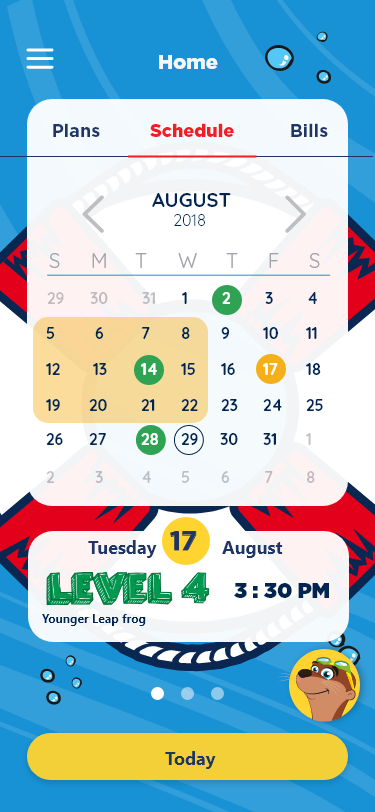 Home
Plans Schedule Bills
AUGUST
2018
S M T W T F S
29 30 31 1 2 3 4
5 6 7 8 9 10 11
12 13 14 15 16 17 18
19 20 21 22 23 24 25
26 27 28 29 30 31 1
2 3 4 5 6 7 8
Tuesday 17 August
LEVEL 4 3 : 30 PM
Younger Leap frog
Today